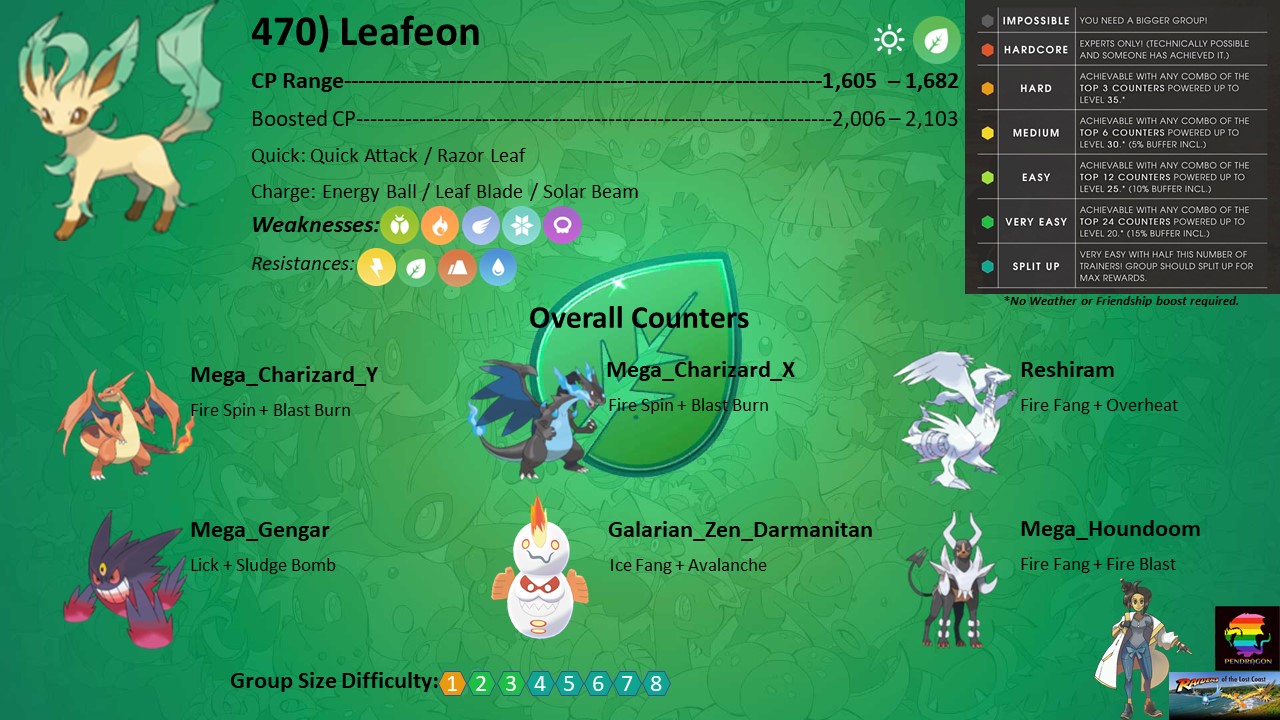 470) Leafeon
CP Range--------------------------------------------------------------------1,605 – 1,682
Boosted CP--------------------------------------------------------------------2,006 – 2,103
Quick: Quick Attack / Razor Leaf
Charge: Energy Ball / Leaf Blade / Solar Beam
Weaknesses:
Resistances:
IMPOSSIBLE YOU NEED A BIGGER GROUP!
HARDCORE EXPERTS ONLY! (TECHNICALLY POSSIBLE
AND SOMEONE HAS ACHIEVED IT.)
HARD ACHIEVABLE WITH ANY COMBO OF THE
TOP 3 COUNTERS POWERED UP TO
LEVEL 35.*
MEDIUM ACHIEVABLE WITH ANY COMBO OF THE
TOP 6 COUNTERS POWERED UP TO
LEVEL 30.* (5% BUFFER INCL.)
EASY ACHIEVABLE WITH ANY COMBO OF THE
TOP 12 COUNTERS POWERED UP TO
LEVEL 25.* (10% BUFFER INCL.)
VERY EASY ACHIEVABLE WITH ANY COMBO OF THE
TOP 24 COUNTERS POWERED UP TO
LEVEL 20.* (15% BUFFER INCL.)
SPLIT UP VERY EASY WITH HALF THIS NUMBER OF
TRAINERS! GROUP SHOULD SPLIT UP FOR
MAX REWARDS.
*No Weather or Friendship boost required.
Overall Counters
Mega_Charizard_Y
Fire Spin + Blast Burn
Mega_Charizard_X
Fire Spin + Blast Burn
Reshiram
Fire Fang + Overheat
Mega_Gengar
Lick + Sludge Bomb
Galarian_Zen_Darmanitan
Ice Fang + Avalanche
Mega_Houndoom
Fire Fang + Fire Blast
Group Size Difficulty: 1 2 3 4 5 6 7 8
PENDRAGON
RAIDERS of the Lost Coast